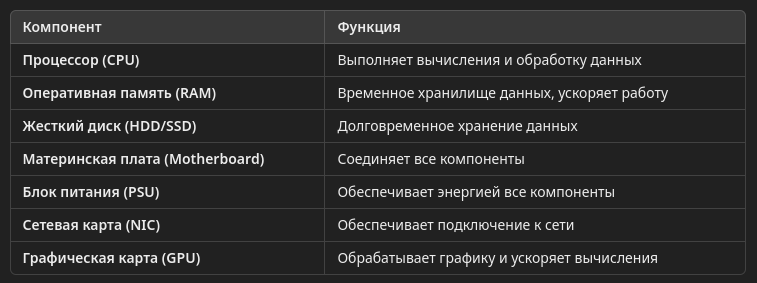 Компонент Функция
Процессор (CPU) Выполняет вычисления и обработку данных
Оперативная память (RAM) Временное хранилище данных, ускоряет работу
Жесткий диск (HDD/SSD) Долговременное хранение данных
Материнская плата (Motherboard) Соединяет все компоненты
Блок питания (PSU) Обеспечивает энергией все компоненты
Сетевая карта (NIC) Обеспечивает подключение к сети
Графическая карта (GPU) Обрабатывает графику и ускоряет вычисления